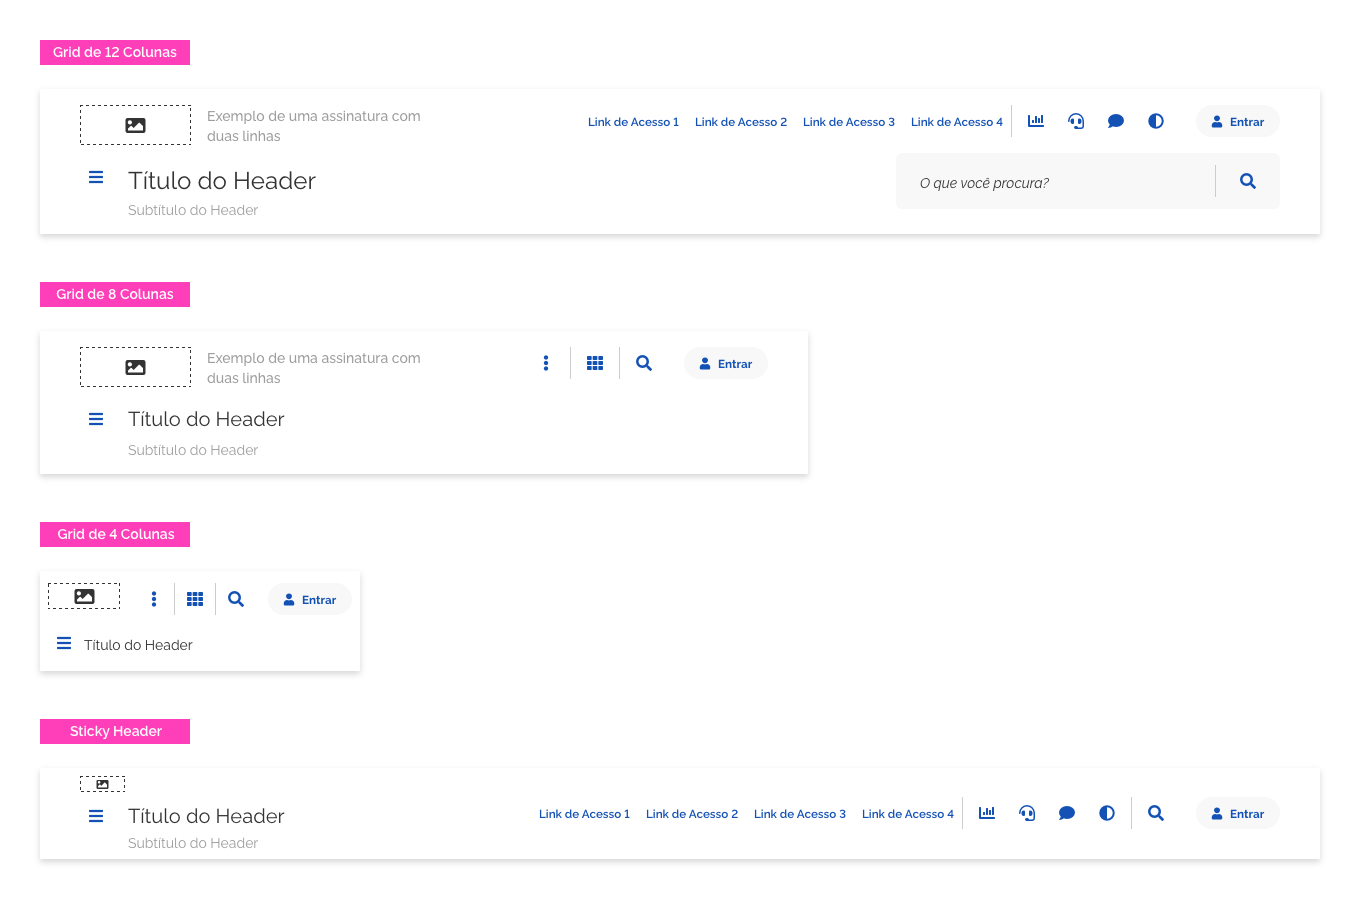 Grid de 12 Colunas
Exemplo de uma assinatura com
duas linhas
Link de Acesso 1 Link de Acesso 2 Link de Acesso 3 Link de Acesso 4 Entrar
Título do Header
O que você procura?
Subtítulo do Header
Grid de 8 Colunas
Exemplo de uma assinatura com
duas linhas
Entrar
Título do Header
Subtítulo do Header
Grid de 4 Colunas
Entrar
Título do Header
Sticky Header
Título do Header
Link de Acesso 1 Link de Acesso 2 Link de Acesso 3 Link de Acesso 4 Entrar
Subtítulo do Header